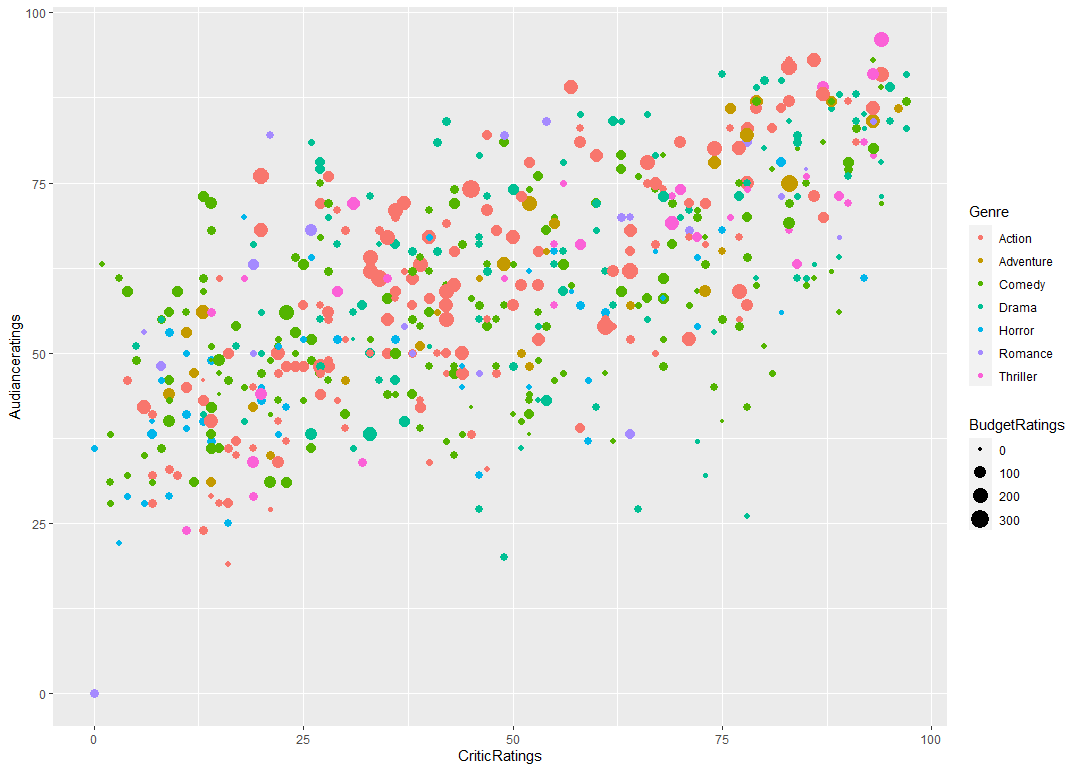 100
75
50
25
0
Audianceratings
0
25
50
75
100
CriticRatings
Genre
Action
Adventure
Comedy
Drama
Horror
Romance
Thriller
BudgetRatings
0
100
200
300